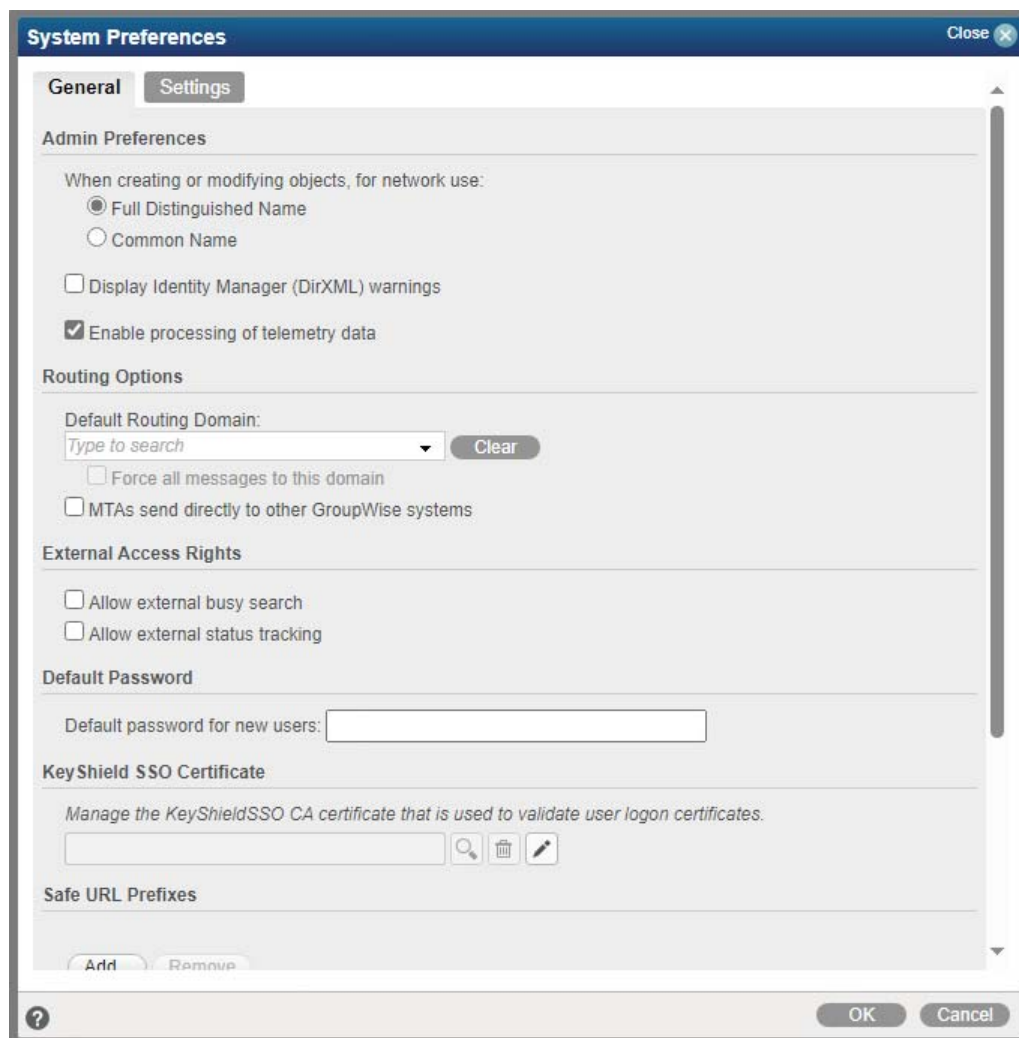 System Preferences
Close
General
Settings
Admin Preferences
When creating or modifying objects, for network use:
Full Distinguished Name
Common Name
Display Identity Manager (DirXML) warnings
Enable processing of telemetry data
Routing Options
Default Routing Domain:
Type to search
Clear
Force all messages to this domain
MTAs send directly to other GroupWise systems
External Access Rights
Allow external busy search
Allow external status tracking
Default Password
Default password for new users:
KeyShield SSO Certificate
Manage the KeyShieldSSO CA certificate that is used to validate user logon certificates.
Safe URL Prefixes
Add...
Remove
?
OK
Cancel